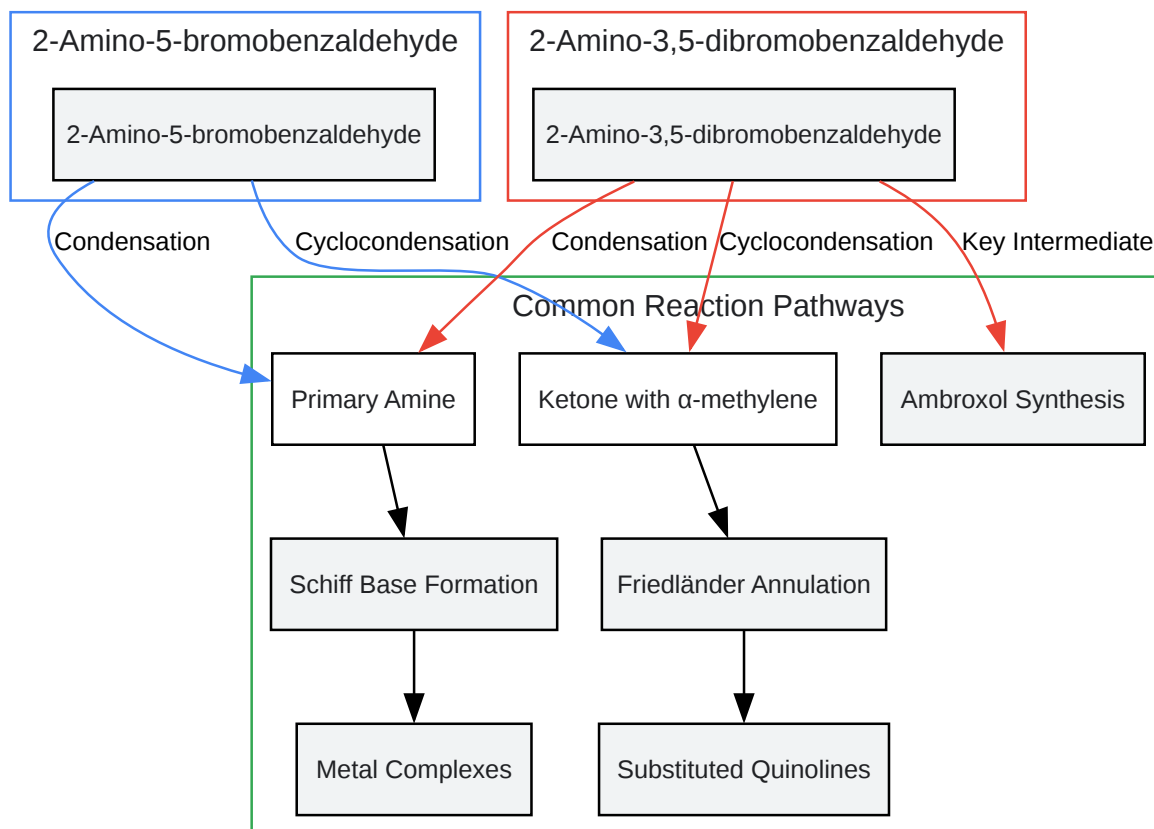 2-Amino-5-bromobenzaldehyde
2-Amino-3,5-dibromobenzaldehyde
2-Amino-5-bromobenzaldehyde
2-Amino-3,5-dibromobenzaldehyde
Condensation
Cyclocondensation
Condensation
Cyclocondensation
Key Intermediate
Common Reaction Pathways
Primary Amine
Ketone with α-methylene
Ambroxol Synthesis
Schiff Base Formation
Friedländer Annulation
Metal Complexes
Substituted Quinolines